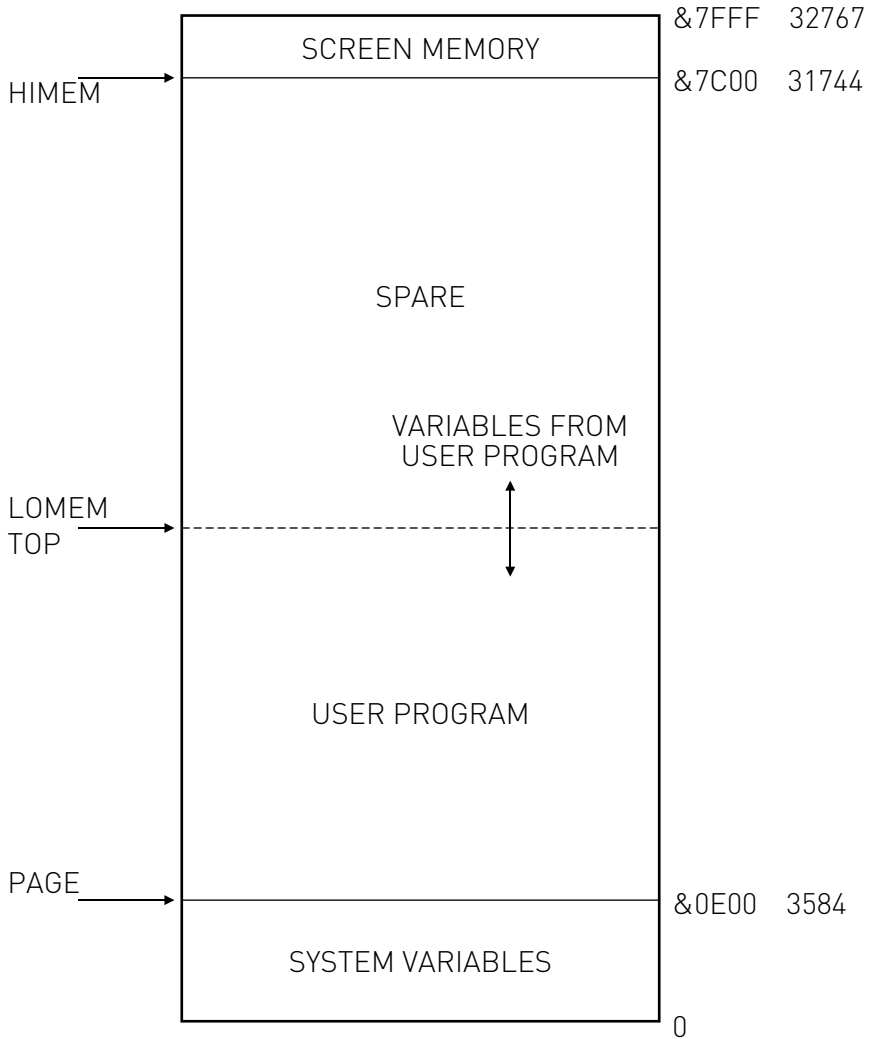 &7FFF 32767
SCREEN MEMORY
HIMEM
&7C00 31744
SPARE
VARIABLES FROM
USER PROGRAM
LOMEM
TOP
USER PROGRAM
PAGE
&0E00 3584
SYSTEM VARIABLES
0